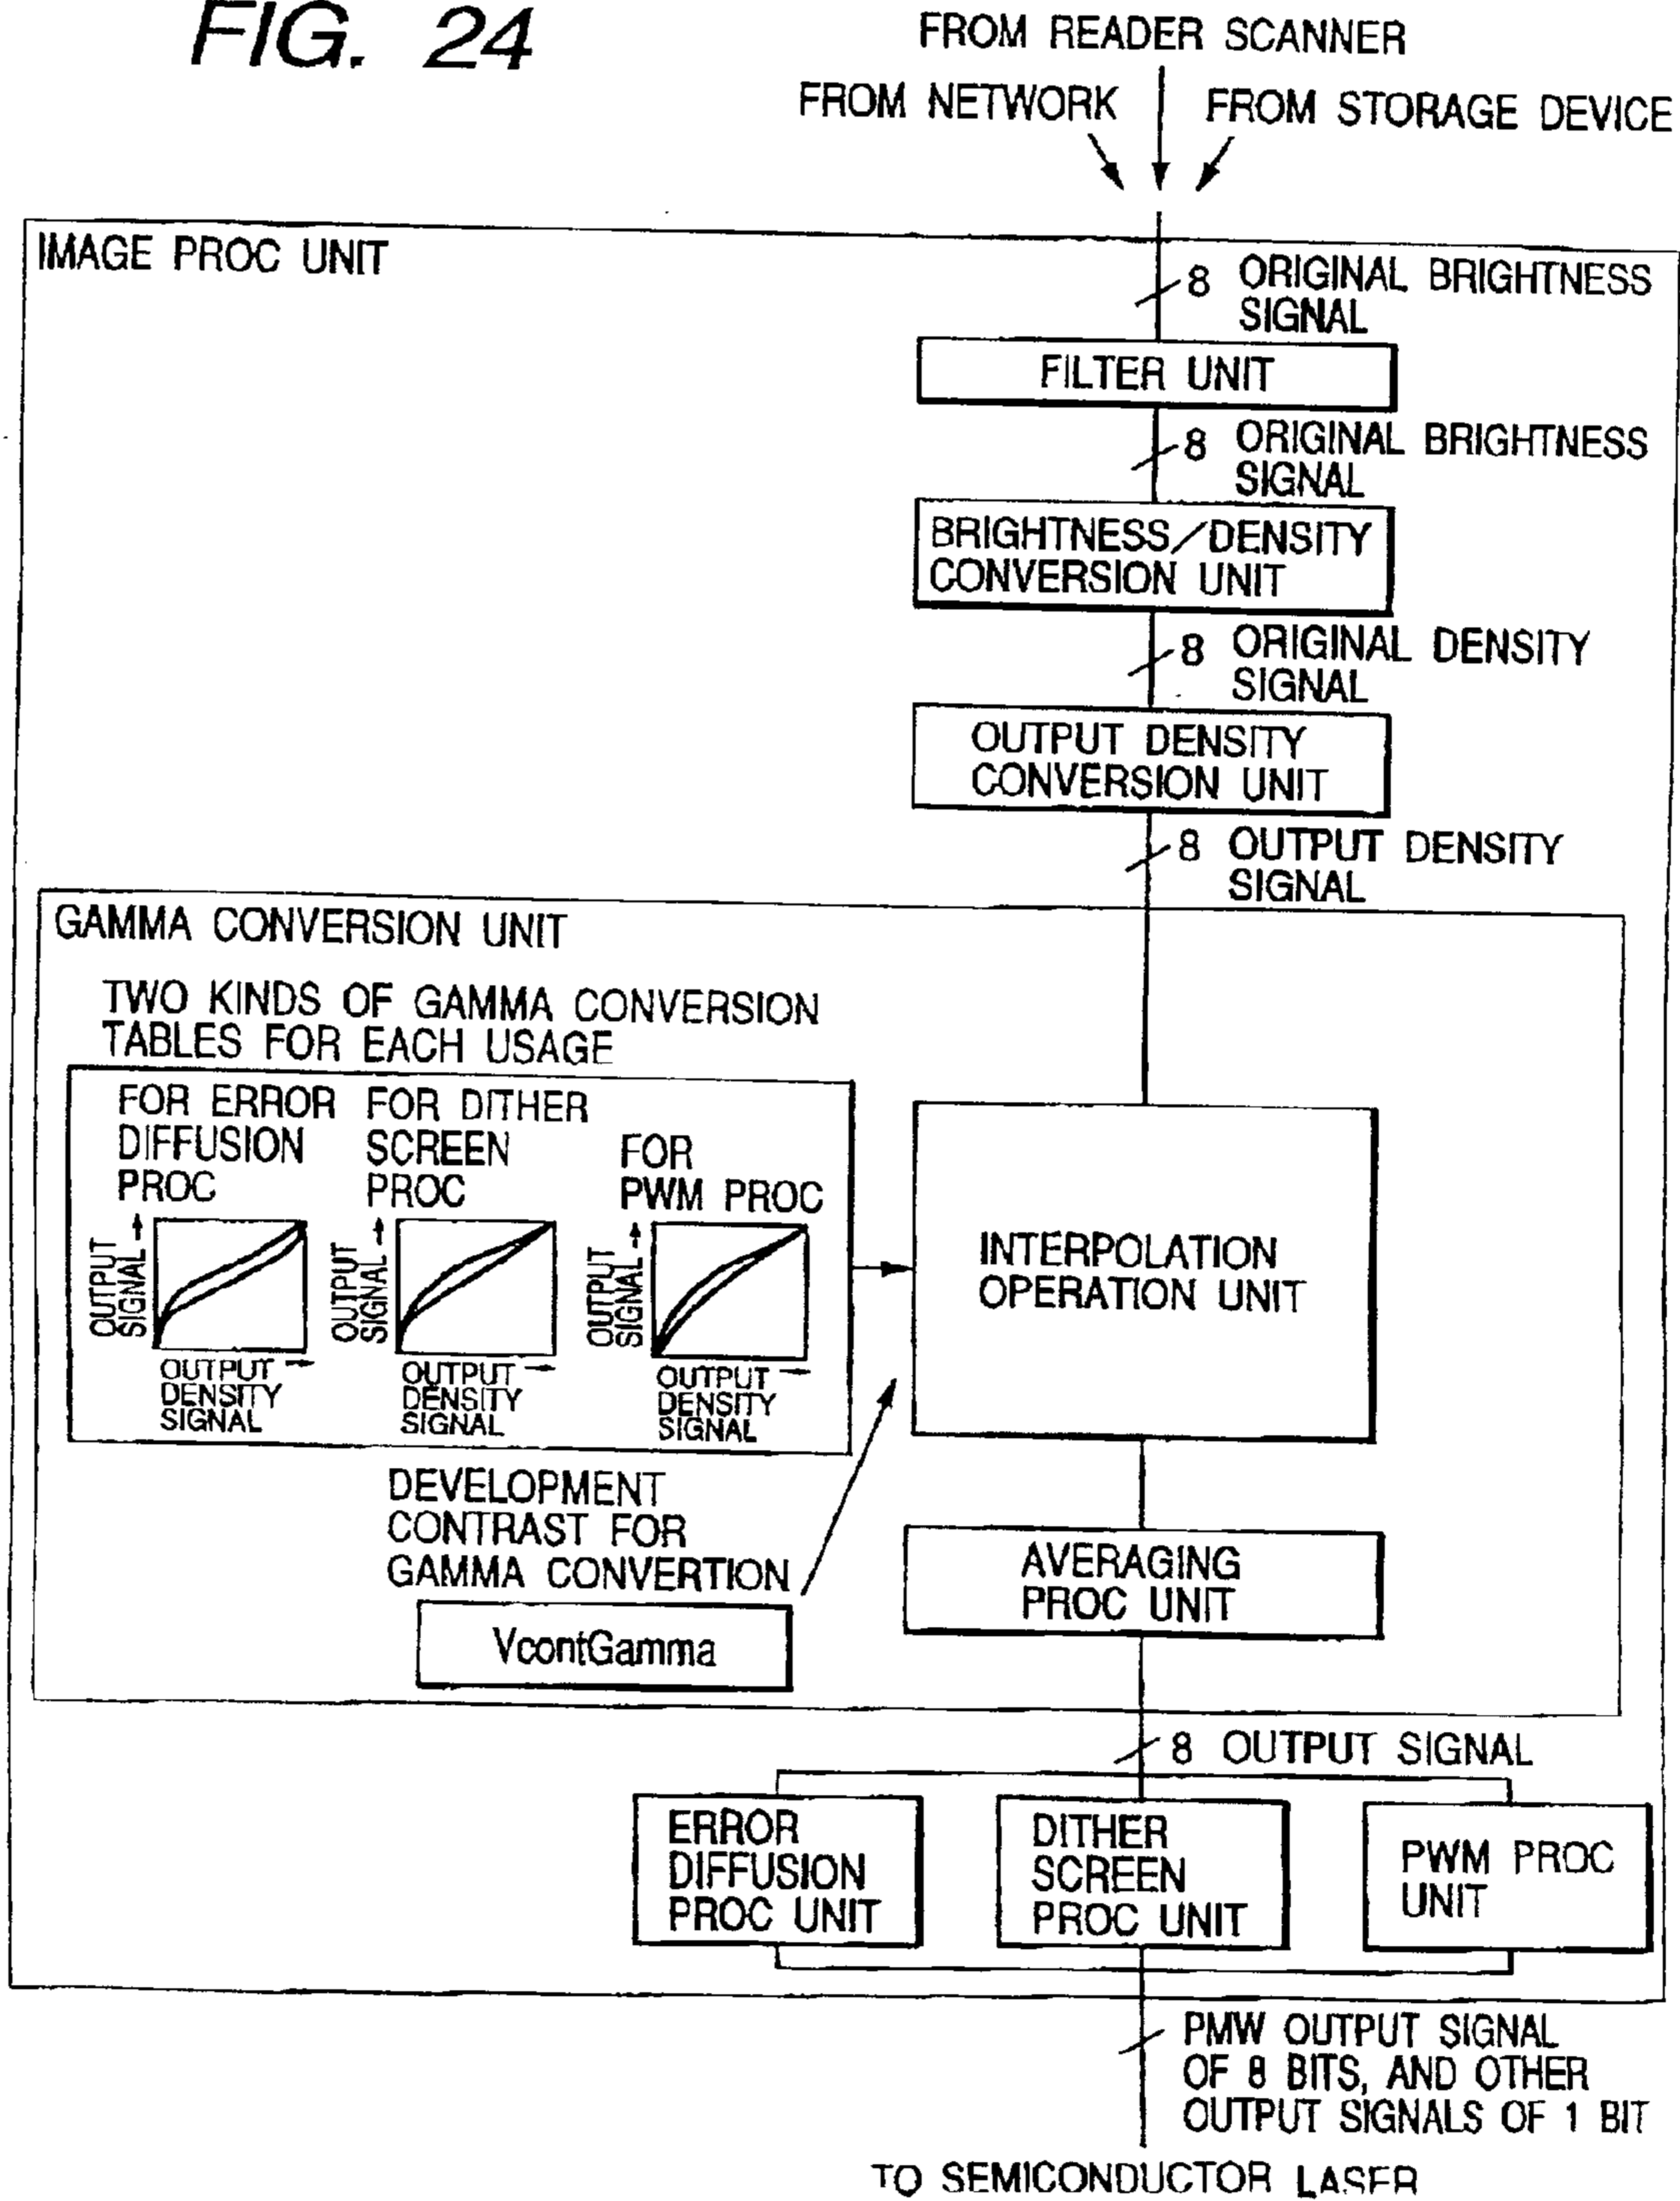 FIG. 24
FROM READER SCANNER
FROM NETWORK
FROM STORAGE DEVICE
IMAGE PROC UNIT
8 ORIGINAL BRIGHTNESS
SIGNAL
FILTER UNIT
8 ORIGINAL BRIGHTNESS
SIGNAL
BRIGHTNESS/DENSITY
CONVERSION UNIT
8 ORIGINAL DENSITY
SIGNAL
OUTPUT DENSITY
CONVERSION UNIT
8 OUTPUT DENSITY
SIGNAL
GAMMA CONVERSION UNIT
TWO KINDS OF GAMMA CONVERSION
TABLES FOR EACH USAGE
FOR ERROR
DIFFUSION
PROC
OUTPUT
SIGNAL
OUTPUT
DENSITY
SIGNAL
FOR DITHER
SCREEN
PROC
OUTPUT
SIGNAL
OUTPUT
DENSITY
SIGNAL
FOR
PWM PROC
OUTPUT
SIGNAL
OUTPUT
DENSITY
SIGNAL
INTERPOLATION
OPERATION UNIT
DEVELOPMENT
CONTRAST FOR
GAMMA CONVERTION
VcontGamma
AVERAGING
PROC UNIT
8 OUTPUT SIGNAL
ERROR
DIFFUSION
PROC UNIT
DITHER
SCREEN
PROC UNIT
PWM PROC
UNIT
PMW OUTPUT SIGNAL
OF 8 BITS, AND OTHER
OUTPUT SIGNALS OF 1 BIT
TO SEMICONDUCTOR LASER